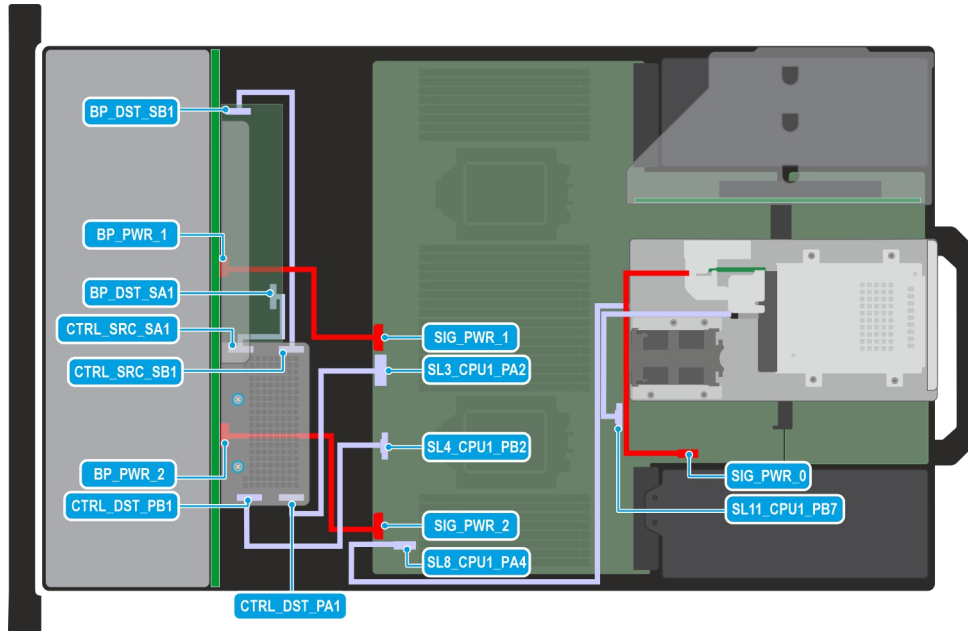 BP_DST_SB1
BP_PWR_1
BP_DST_SA1
CTRL_SRC_SA1
CTRL_SRC_SB1
BP_PWR_2
CTRL_DST_PB1
CTRL_DST_PA1
SIG_PWR_1
SL3_CPU1_PA2
SL4_CPU1_PB2
SIG_PWR_2
SL8_CPU1_PA4
SIG_PWR_0
SL11_CPU1_PB7